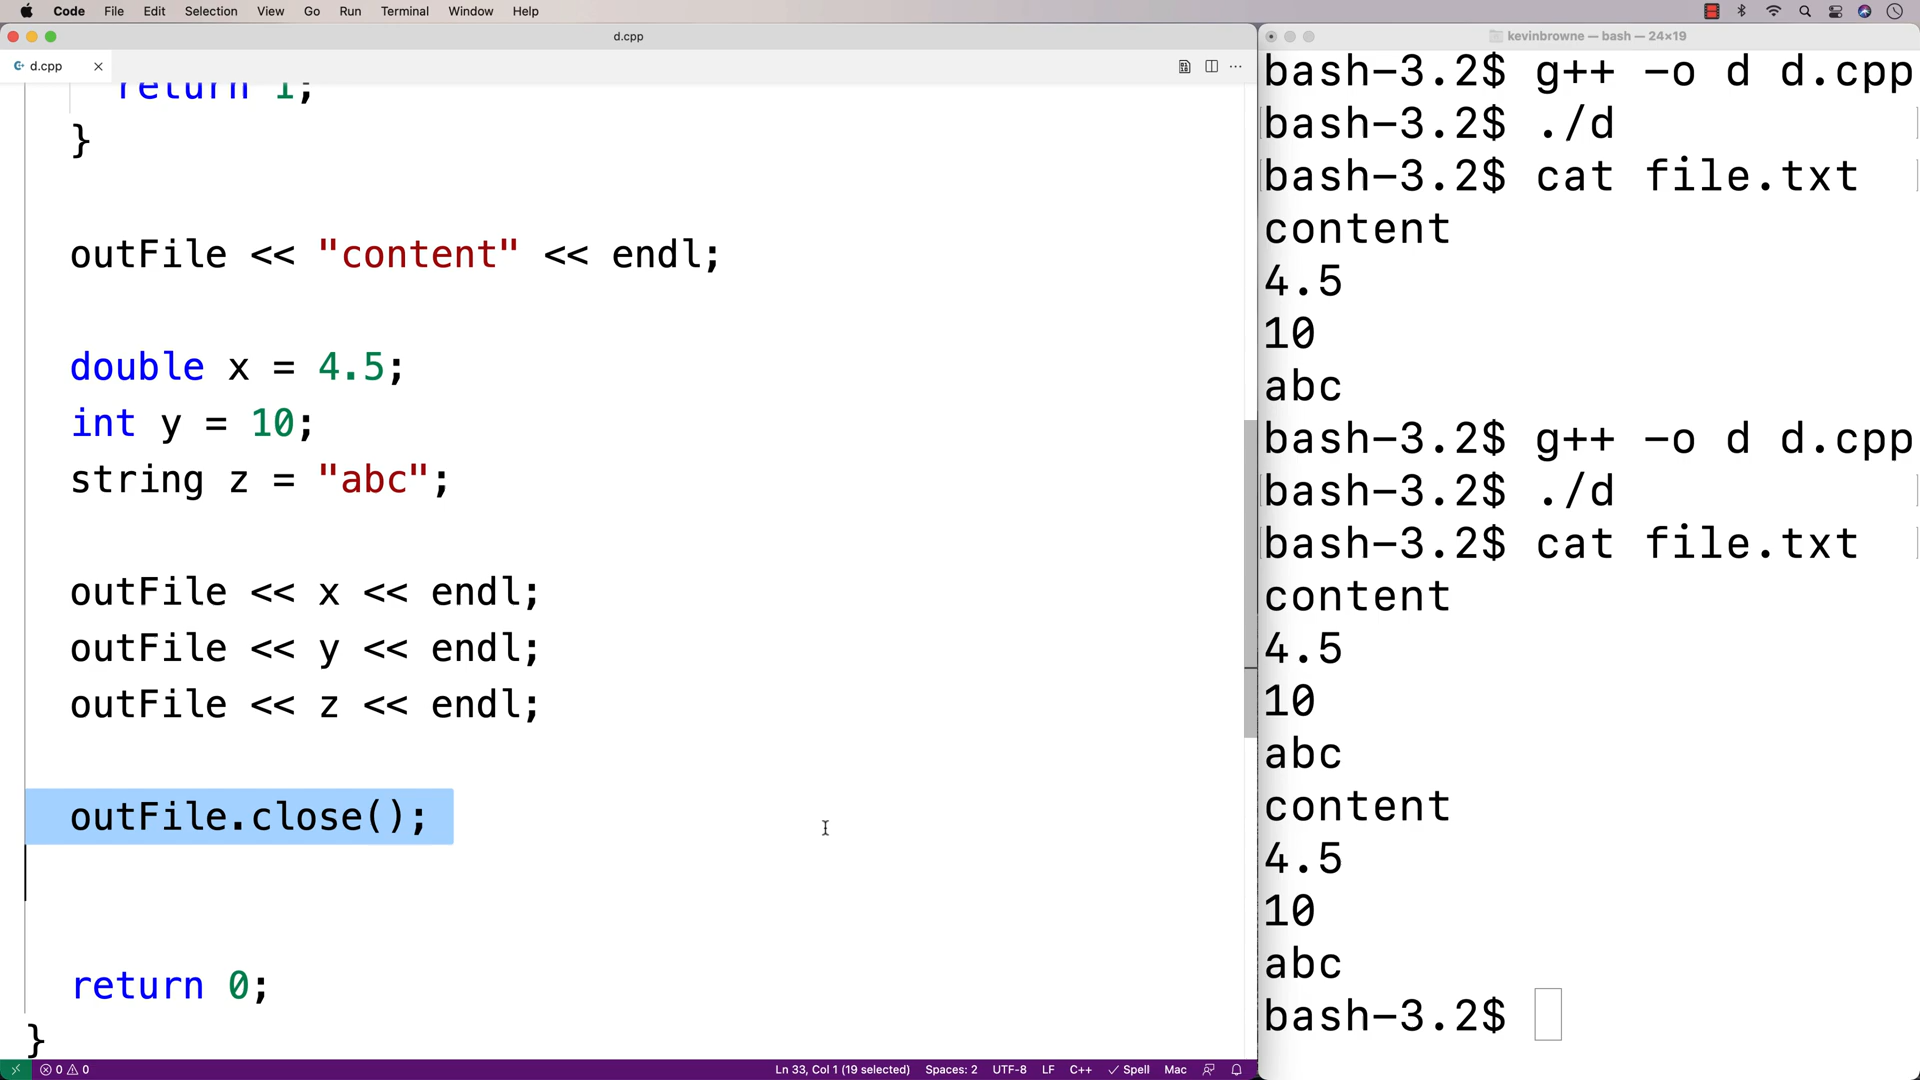 Code File Edit Selection View Go Run Terminal Window Help
d.cpp
d.cpp
return 1;
}
outFile << "content" << endl;
double x = 4.5;
int y = 10;
string z = "abc";
outFile << x << endl;
outFile << y << endl;
outFile << z << endl;
outFile.close();
return 0;
}
0 0 Ln 33, Col 1 (19 selected) Spaces: 2 UTF-8 LF C++ Spell Mac
kevinbrowne — bash — 24×19
bash-3.2$ g++ -o d d.cpp
bash-3.2$ ./d
bash-3.2$ cat file.txt
content
4.5
10
abc
bash-3.2$ g++ -o d d.cpp
bash-3.2$ ./d
bash-3.2$ cat file.txt
content
4.5
10
abc
content
4.5
10
abc
bash-3.2$